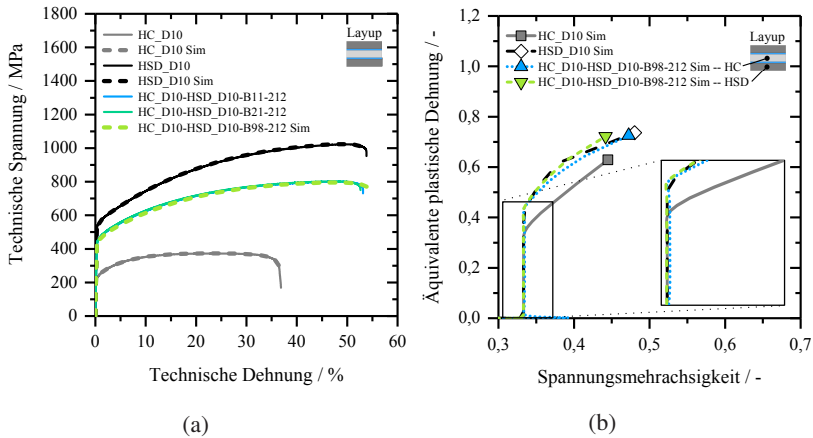 1800
1600
1400
1200
1000
800
600
400
200
0
0 10 20 30 40 50 60
Technische Spannung / MPa
Technische Dehnung / %
HC_D10
HC_D10 Sim
HSD_D10
HSD_D10 Sim
HC_D10-HSD_D10-B11-212
HC_D10-HSD_D10-B21-212
HC_D10-HSD_D10-B98-212 Sim
Layup
(a)
1,2
1,0
0,8
0,6
0,4
0,2
0,0
0,3 0,4 0,5 0,6 0,7
Äquivalente plastische Dehnung / -
Spannungsmehrachsigkeit / -
HC_D10 Sim
HSD_D10 Sim
HC_D10-HSD_D10-B98-212 Sim -- HC
HC_D10-HSD_D10-B98-212 Sim -- HSD
Layup
(b)